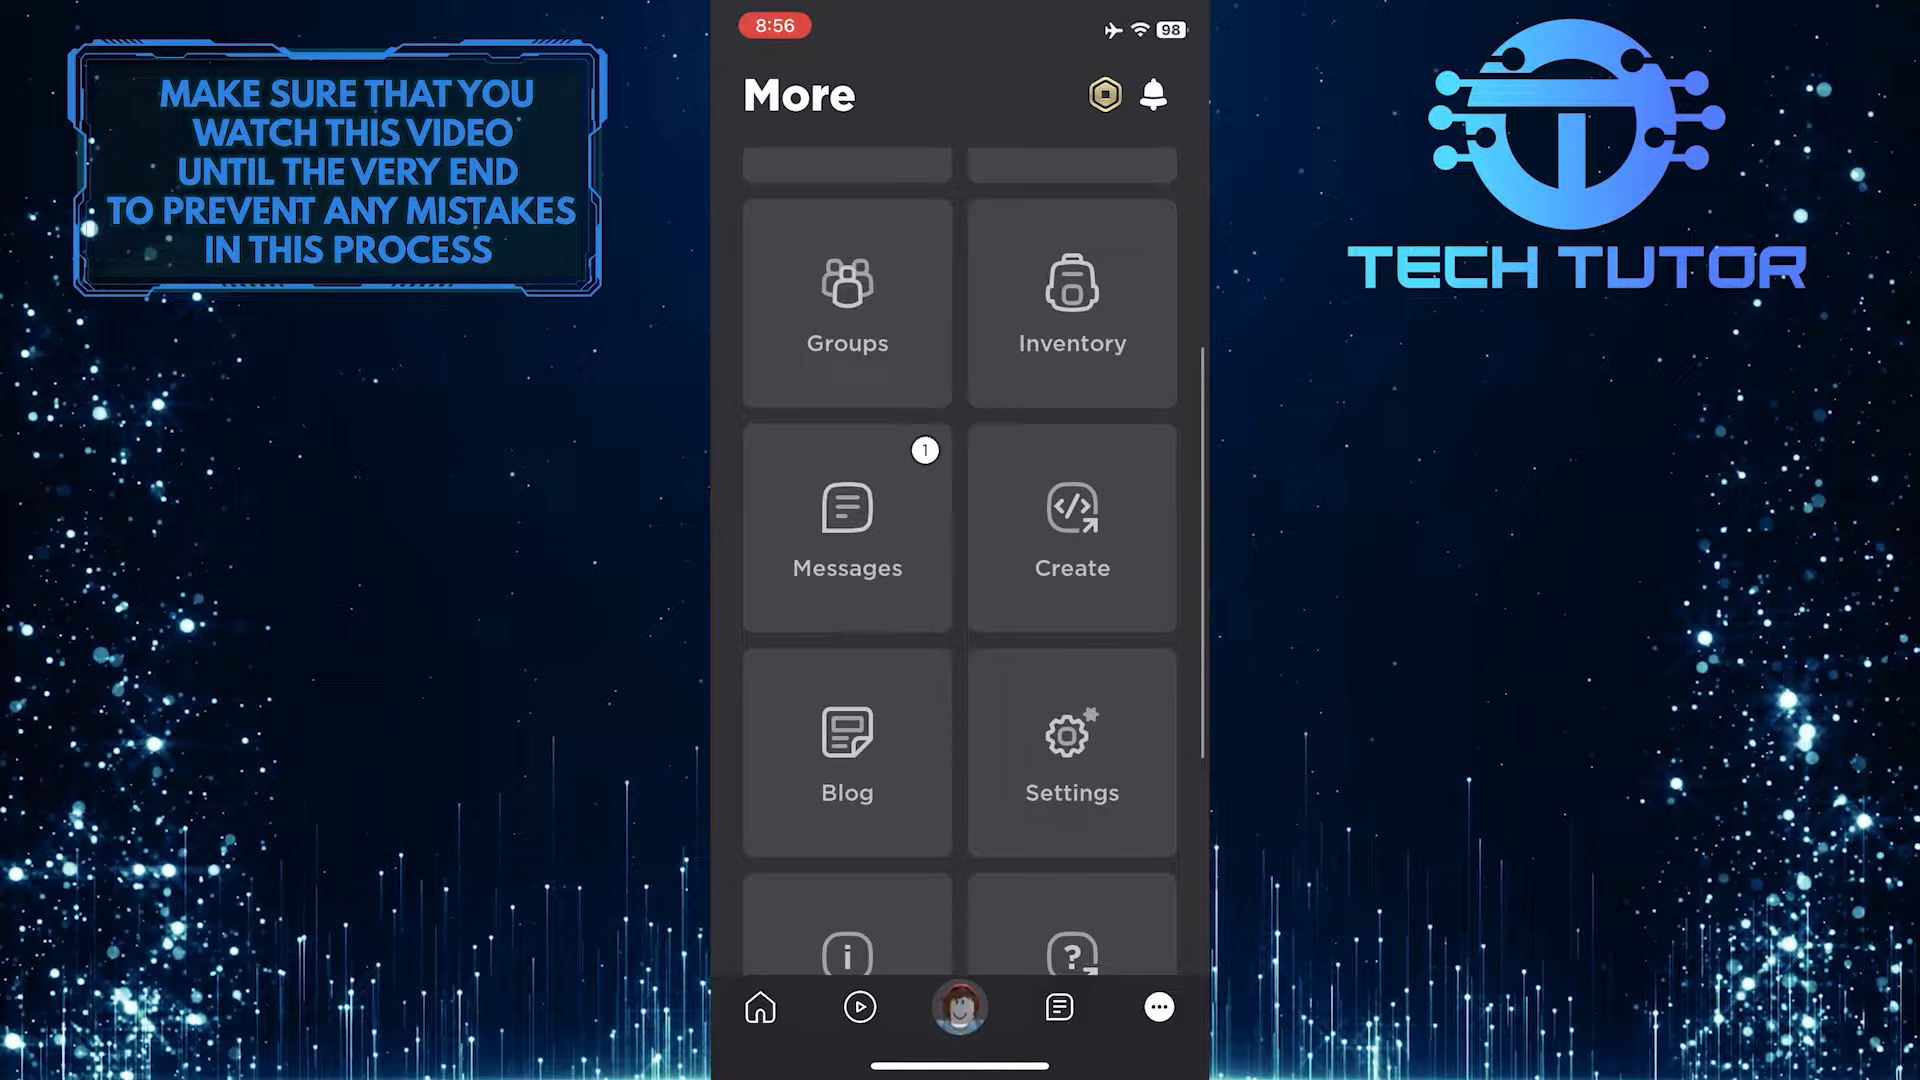 MAKE SURE THAT YOU
WATCH THIS VIDEO
UNTIL THE VERY END
TO PREVENT ANY MISTAKES
IN THIS PROCESS
8:56
98
More
Groups
Inventory
1
Messages
Create
Blog
Settings
TECH TUTOR